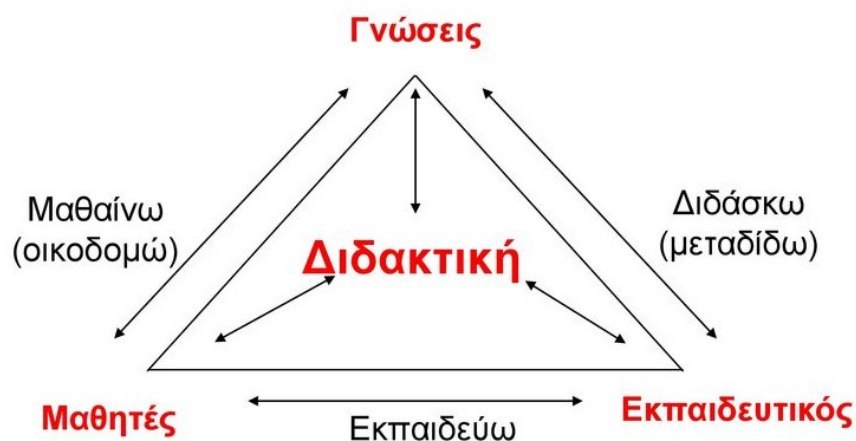 Γνώσεις
Μαθαίνω
(οικοδομώ)
Διδάσκω
(μεταδίδω)
Διδακτική
Μαθητές
Εκπαιδεύω
Εκπαιδευτικός